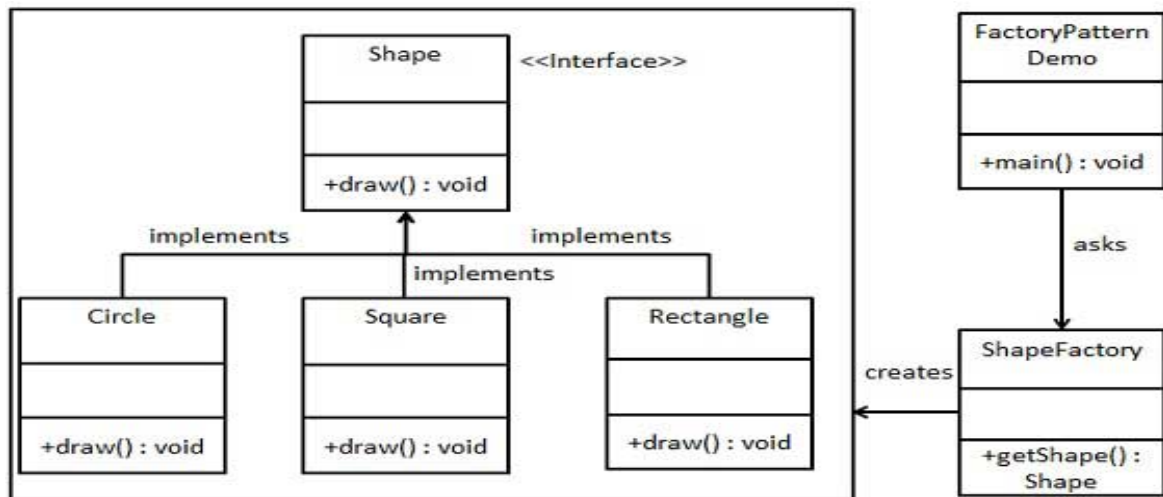 Shape
<<Interface>>
+draw() : void
implements
implements
implements
Circle
+draw() : void
Square
+draw() : void
Rectangle
+draw() : void
FactoryPattern
Demo
+main() : void
asks
ShapeFactory
+getShape() :
Shape
creates